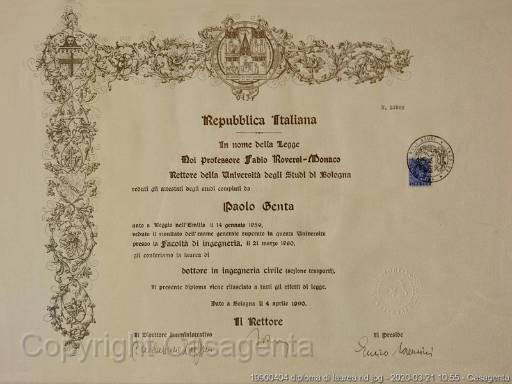 Repubblica Italiana
In nome della Legge
Noi professore Fabio Roversi-Monaco
Rettore della Università degli Studi di Bologna
veduti gli attestati degli studi compiuti da
Paolo Genta
nato a Reggio nell'Emilia il 14 gennaio 1959,
veduto il risultato dell'esame generale superato in questa Università
presso la Facoltà di ingegneria, il 21 marzo 1990,
gli conferiamo la laurea di
dottore in ingegneria civile (sezione trasporti).
Il presente diploma viene rilasciato a tutti gli effetti di legge.
Dato a Bologna il 4 aprile 1990.
Il Rettore
Il Direttore Amministrativo
Il Preside
Copyright Casagenta
19900404 diploma di laurea rid.jpg - 2020-03-21 10:55 - Casagenta